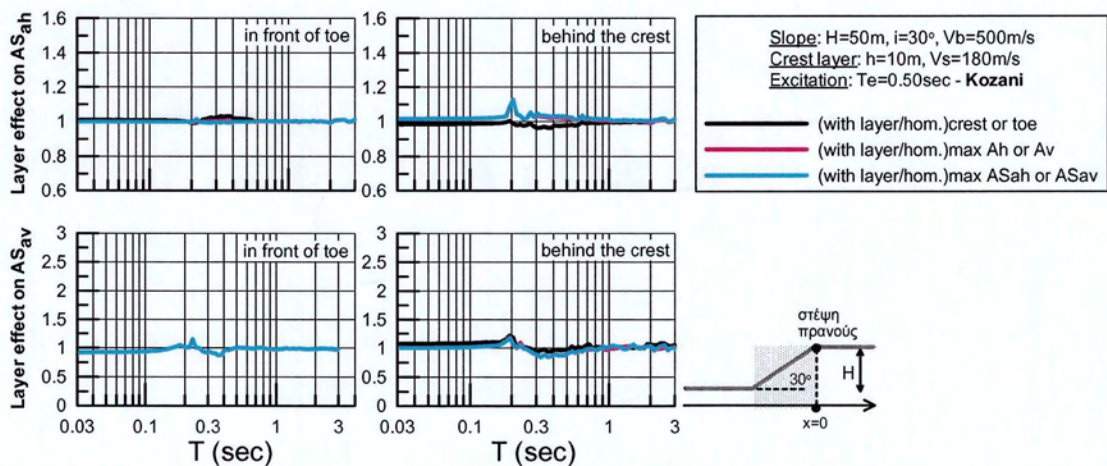 Layer effect on ASah
1.6
1.4
1.2
1
0.8
0.6
in front of toe
1.6
1.4
1.2
1
0.8
0.6
behind the crest
Slope: H=50m, i=30°, Vb=500m/s
Crest layer: h=10m, Vs=180m/s
Excitation: Te=0.50sec - Kozani
(with layer/hom.)crest or toe
(with layer/hom.)max Ah or Av
(with layer/hom.)max ASah or ASav
Layer effect on ASav
3
2.5
2
1.5
1
0.5
0
in front of toe
0.03 0.1 0.3 1 3
T (sec)
3
2.5
2
1.5
1
0.5
0
behind the crest
0.03 0.1 0.3 1 3
T (sec)
στέψη
πρανούς
30°
H
x=0